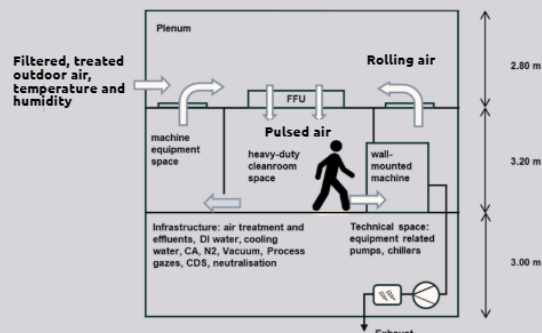 Plenum
Filtered, treated
outdoor air,
temperature and
humidity
Rolling air
2.80 m
FFU
Pulsed air
machine
equipment
space
heavy-duty
cleanroom
space
wall-
mounted
machine
3.20 m
Infrastructure: air treatment and
effluents, DI water, cooling
water, CA, N2, Vacuum, Process
gazes, CDS, neutralisation
Technical space:
equipment related
pumps, chillers
3.00 m
Exhaust